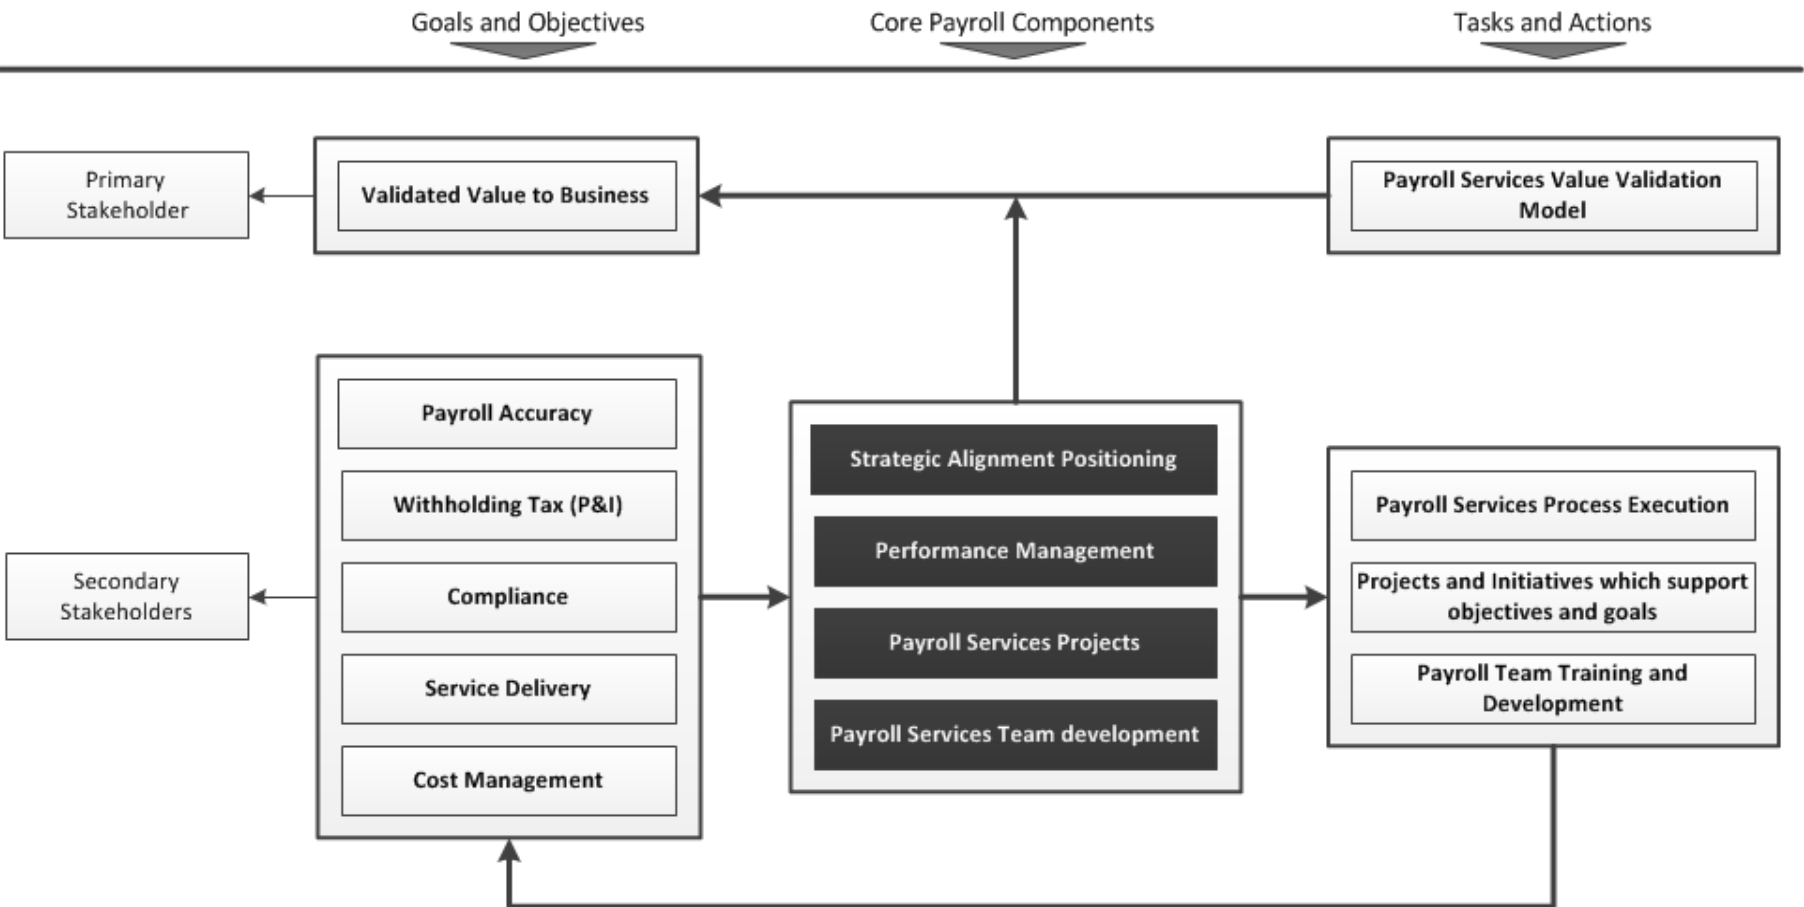 Goals and Objectives
Core Payroll Components
Tasks and Actions
Primary
Stakeholder
Validated Value to Business
Payroll Services Value Validation
Model
Payroll Accuracy
Withholding Tax (P&I)
Compliance
Service Delivery
Cost Management
Secondary
Stakeholders
Strategic Alignment Positioning
Performance Management
Payroll Services Projects
Payroll Services Team development
Payroll Services Process Execution
Projects and Initiatives which support
objectives and goals
Payroll Team Training and
Development